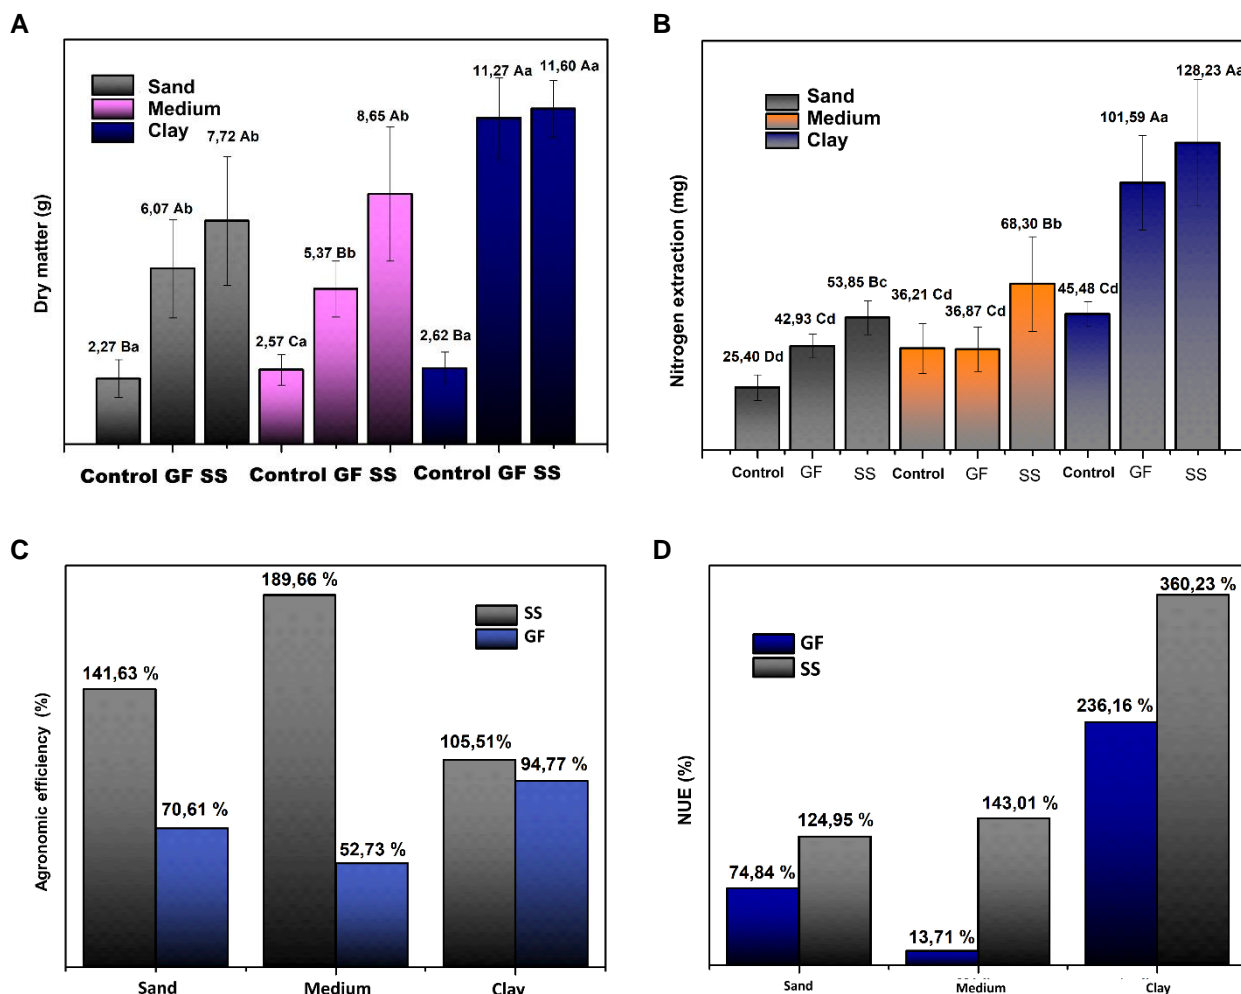 A
Sand
Medium
Clay
Dry matter (g)
2,27 Ba
6,07 Ab
7,72 Ab
2,57 Ca
5,37 Bb
8,65 Ab
2,62 Ba
11,27 Aa
11,60 Aa
Control GF SS Control GF SS Control GF SS
B
Sand
Medium
Clay
Nitrogen extraction (mg)
25,40 Dd
42,93 Cd
53,85 Bc
36,21 Cd
36,87 Cd
68,30 Bb
45,48 Cd
101,59 Aa
128,23 Aa
Control GF SS Control GF SS Control GF SS
C
SS
GF
Agronomic efficiency (%)
141,63 %
70,61 %
189,66 %
52,73 %
105,51%
94,77 %
Sand Medium Clay
D
GF
SS
NUE (%)
74,84 %
124,95 %
13,71 %
143,01 %
236,16 %
360,23 %
Sand Medium Clay